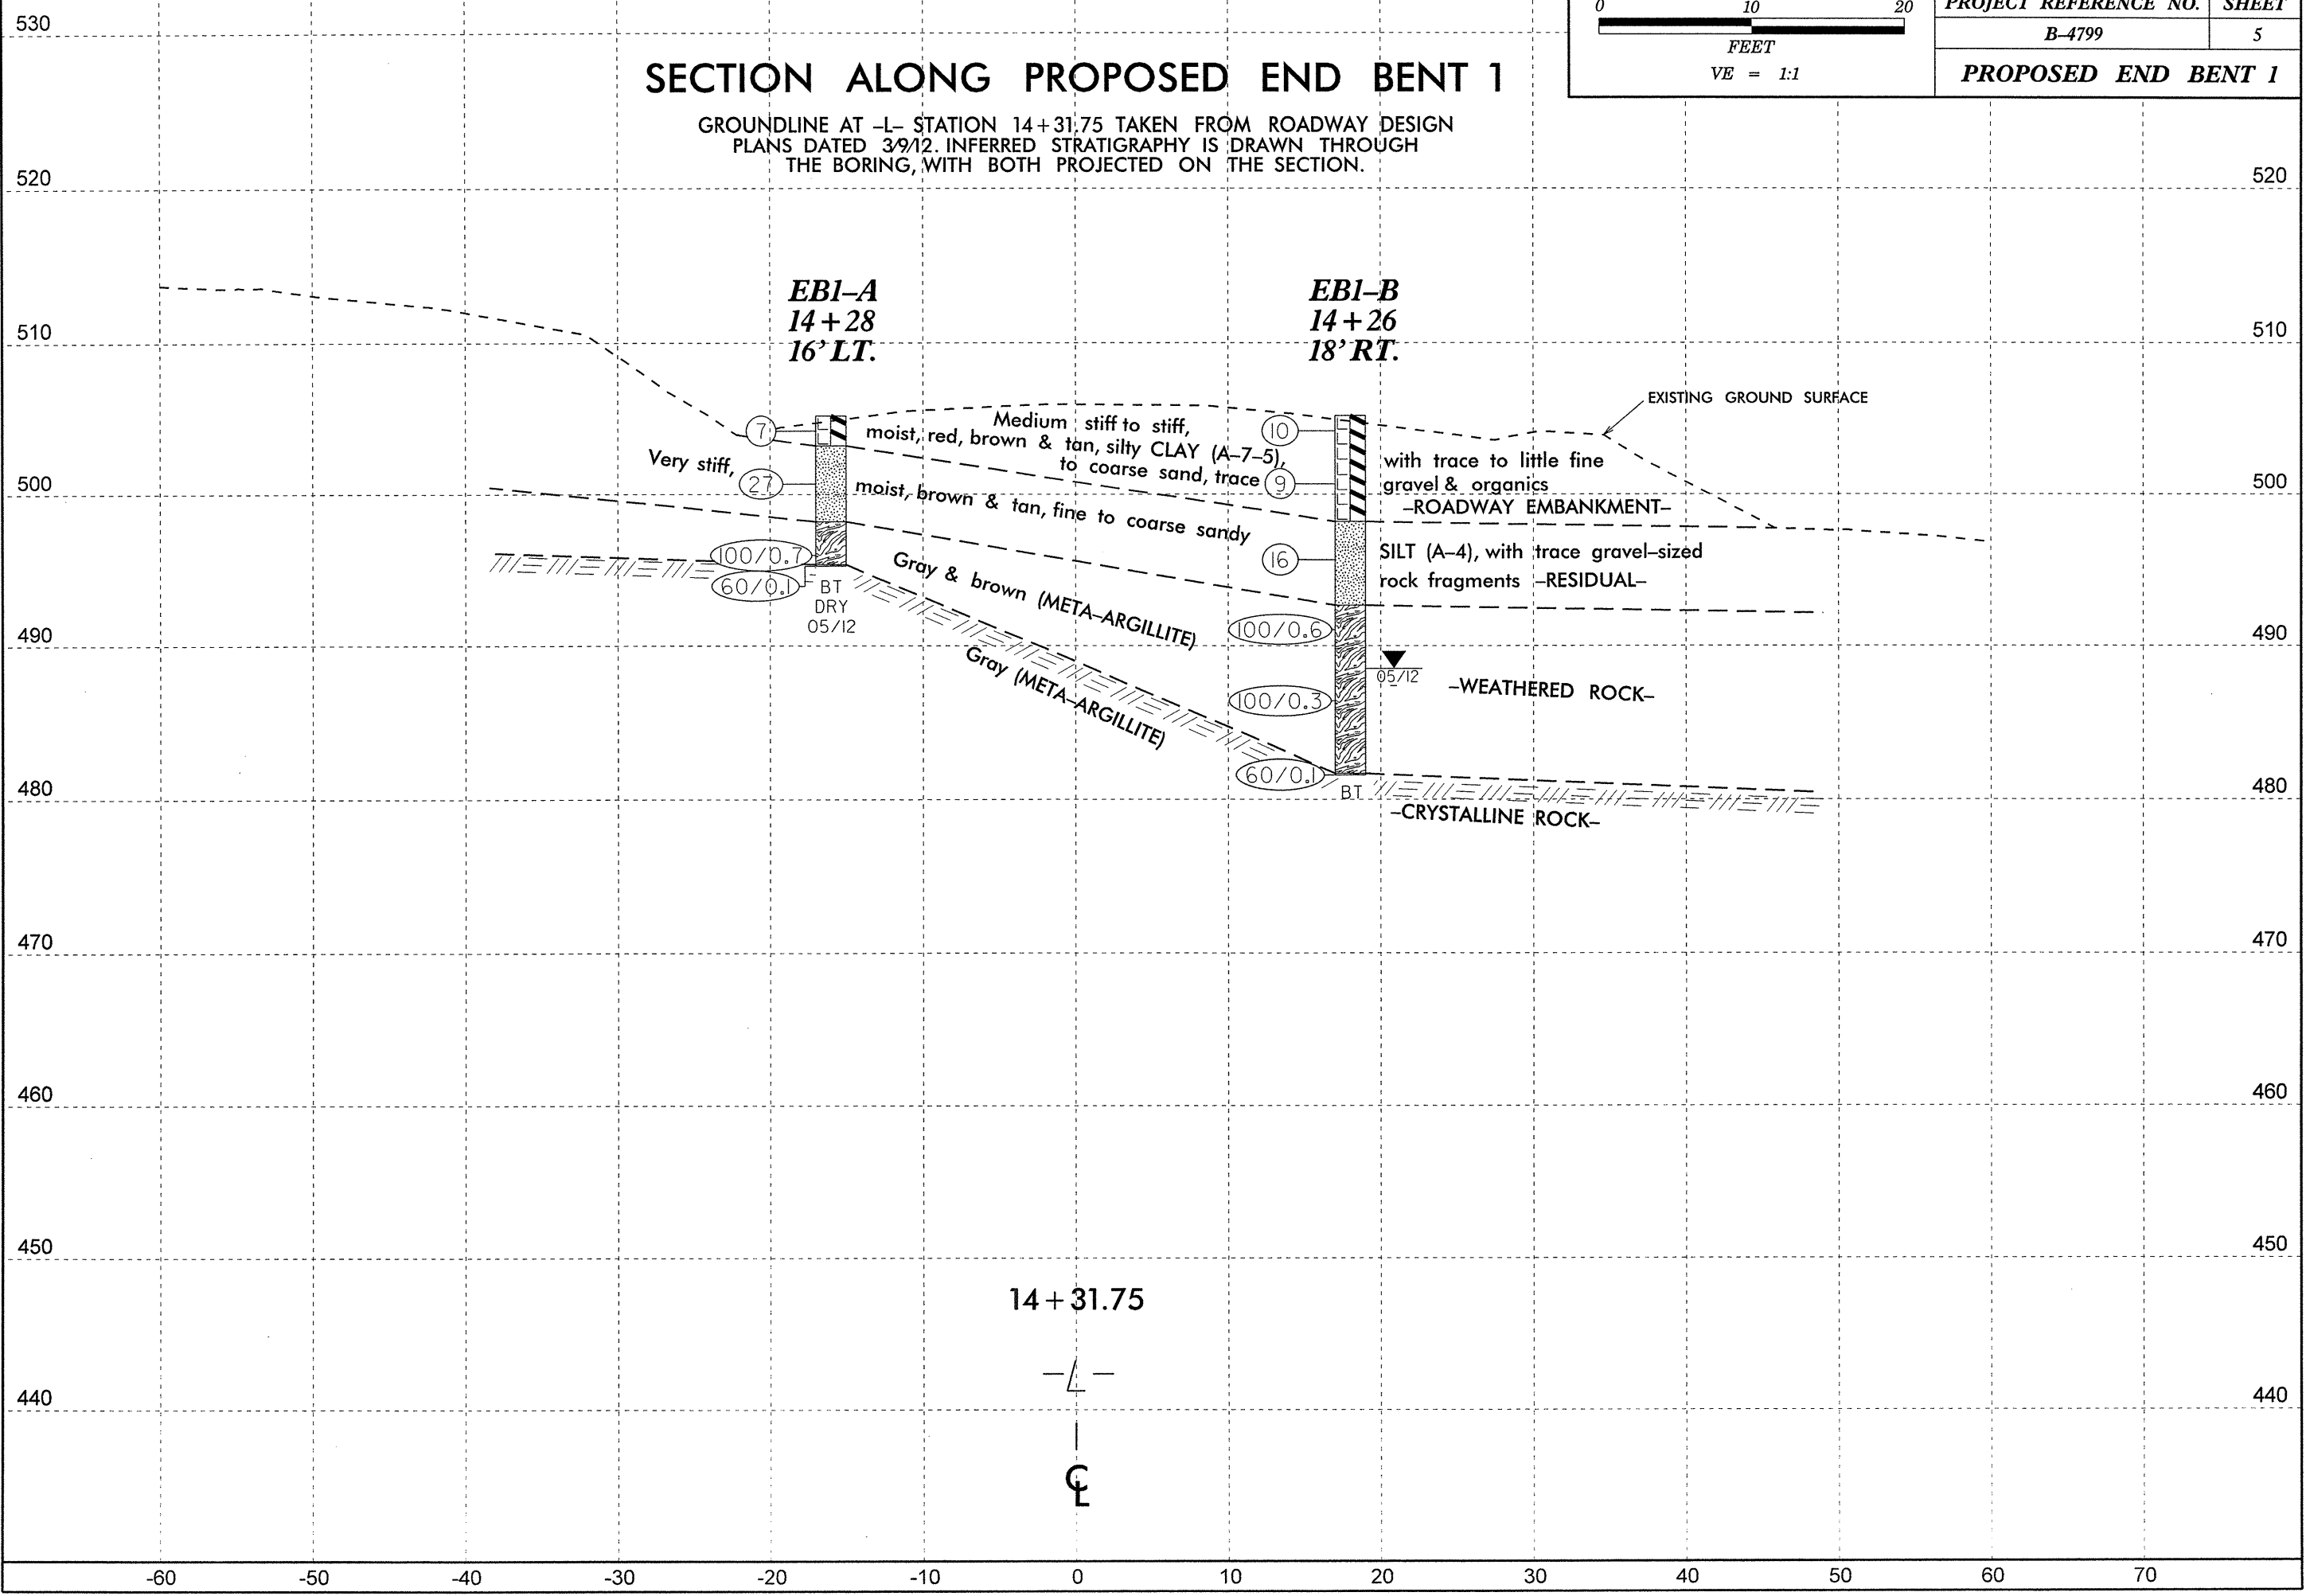 530
0 10 20
FEET
VE = 1:1
PROJECT REFERENCE NO. SHEET
B-4799 5
PROPOSED END BENT 1
SECTION ALONG PROPOSED END BENT 1
GROUNDLINE AT -L- STATION 14+31.75 TAKEN FROM ROADWAY DESIGN
PLANS DATED 3/9/12. INFERRED STRATIGRAPHY IS DRAWN THROUGH
THE BORING, WITH BOTH PROJECTED ON THE SECTION.
520 520
EB1-A
14+28
16' LT.
EB1-B
14+26
18' RT.
510 510
EXISTING GROUND SURFACE
7
Medium stiff to stiff,
10
moist, red, brown & tan, silty CLAY (A-7-5),
with trace to little fine
Very stiff,
to coarse sand, trace
gravel & organics
27
9
500 500
moist, brown & tan, fine to coarse sandy
-ROADWAY EMBANKMENT-
16
SILT (A-4), with trace gravel-sized
rock fragments -RESIDUAL-
100/0.7
60/0.1
BT
DRY
05/12
Gray & brown (META-ARGILLITE)
100/0.6
490 490
Gray (META-ARGILLITE)
05/12
-WEATHERED ROCK-
100/0.3
60/0.1
BT
480 480
-CRYSTALLINE ROCK-
470 470
460 460
450 450
14+31.75
-L-
440 440
℄
-60 -50 -40 -30 -20 -10 0 10 20 30 40 50 60 70